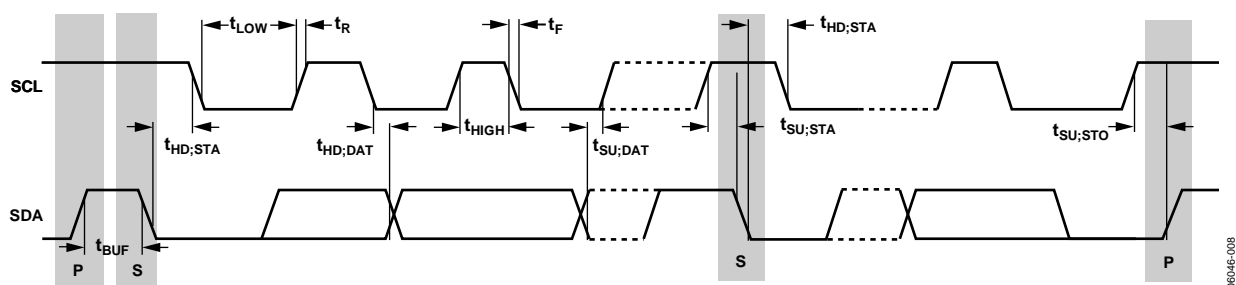 tLOW
tR
tF
tHD;STA
SCL
tHD;STA
tHD;DAT
tHIGH
tSU;DAT
tSU;STA
tSU;STO
SDA
tBUF
P
S
S
P
06046-008